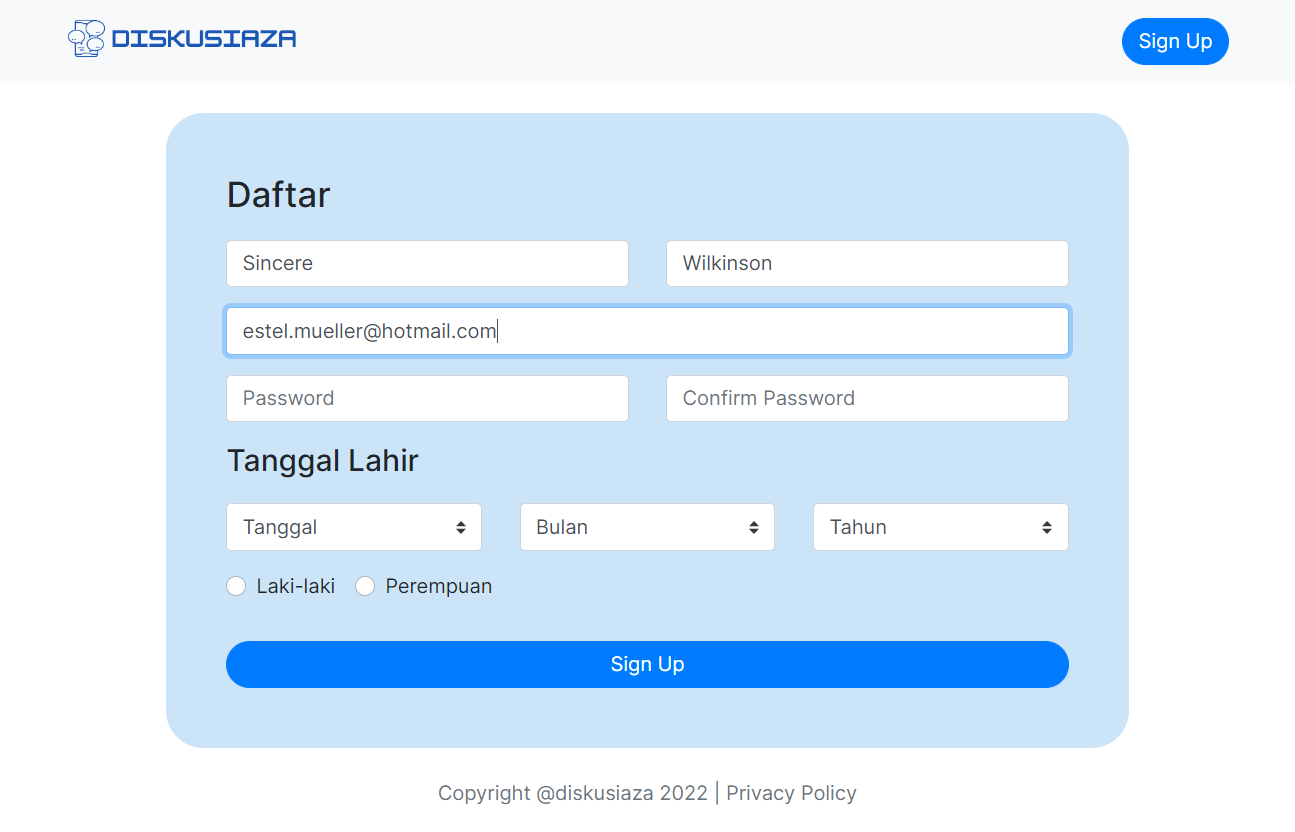 DISKUSIAZA
Sign Up
Daftar
Sincere
Wilkinson
estel.mueller@hotmail.com
Password
Confirm Password
Tanggal Lahir
Tanggal
Bulan
Tahun
Laki-laki
Perempuan
Sign Up
Copyright @diskusiaza 2022 | Privacy Policy